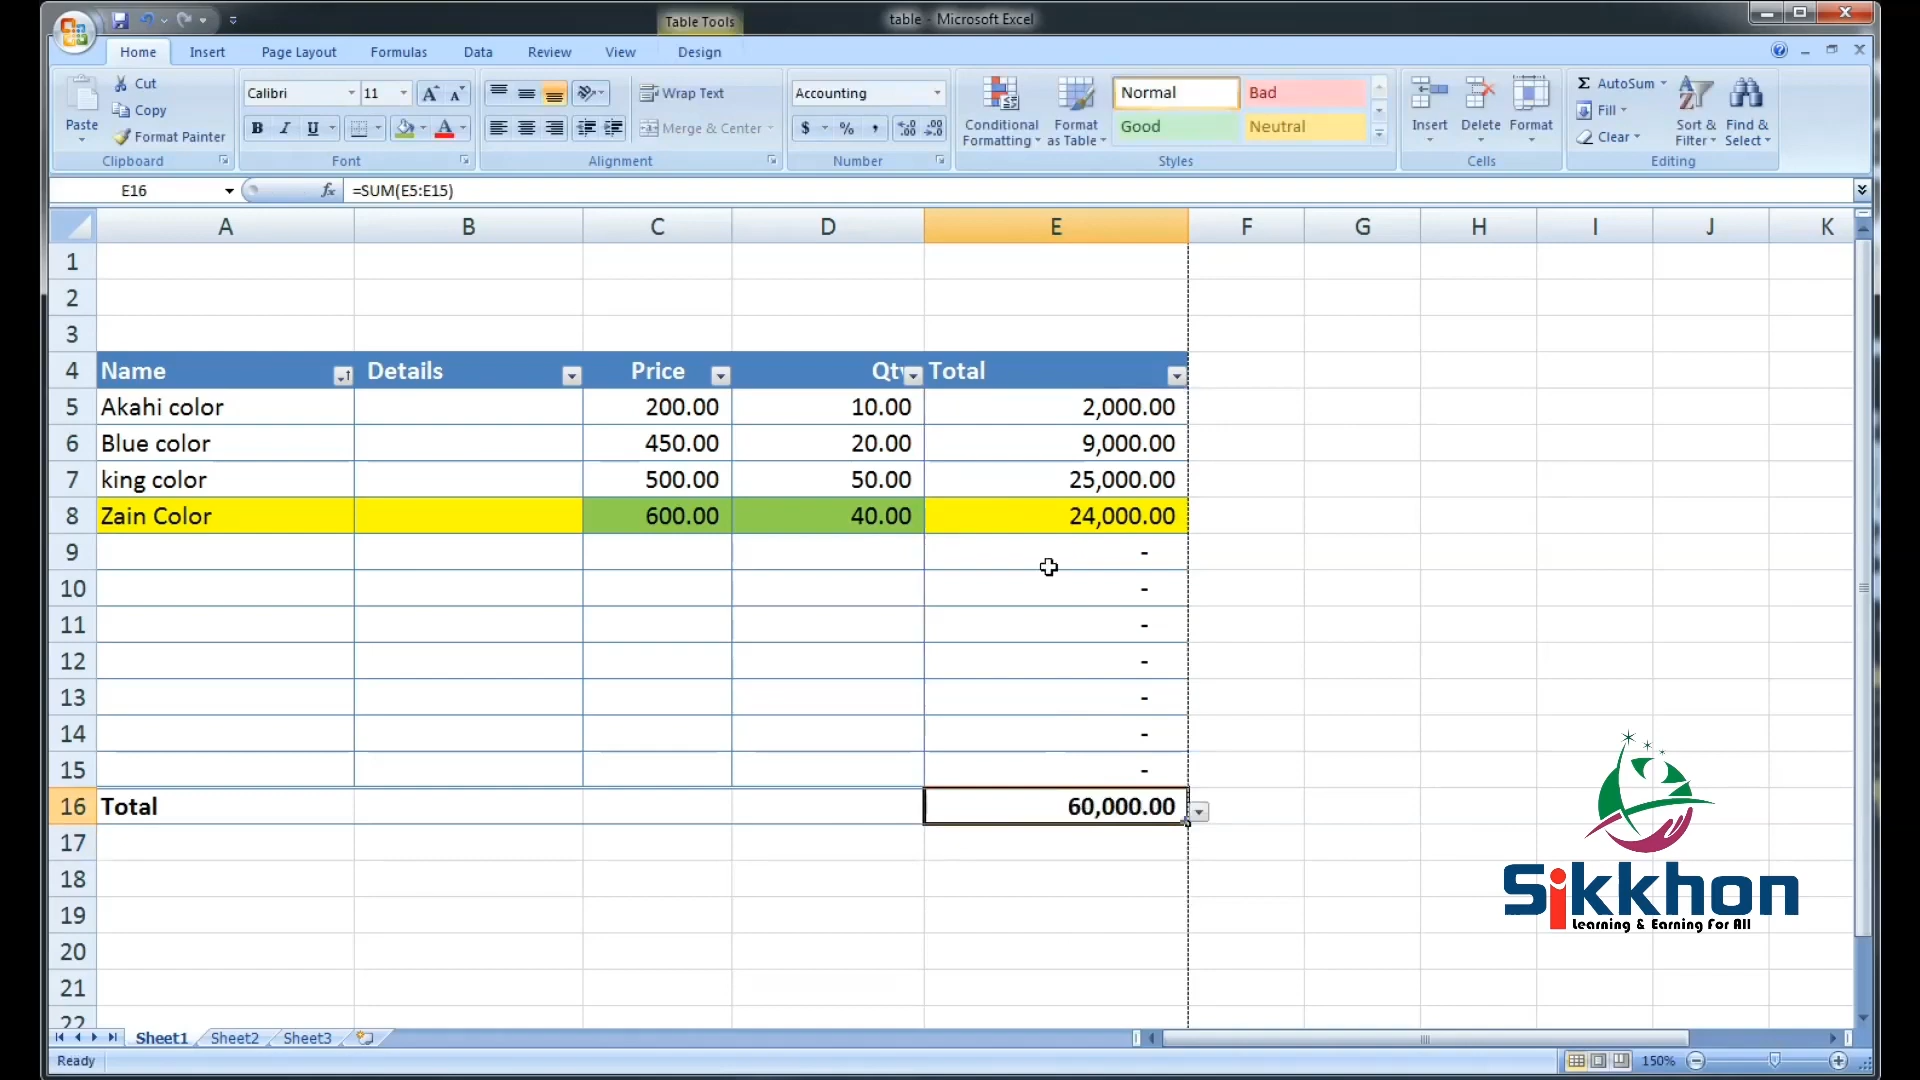 Table Tools
table - Microsoft Excel
Home Insert Page Layout Formulas Data Review View Design
Paste
Cut
Copy
Format Painter
Clipboard
Calibri 11
B I U A
Font
Wrap Text
Merge & Center
Alignment
Accounting
$ % ,
Number
Conditional Formatting
Format as Table
Normal Bad
Good Neutral
Styles
Insert Delete Format
Cells
Σ AutoSum
Fill
Clear
Sort & Filter
Find & Select
Editing
E16 fx =SUM(E5:E15)
A B C D E F G H I J K
1
2
3
4 Name Details Price Qty Total
5 Akahi color 200.00 10.00 2,000.00
6 Blue color 450.00 20.00 9,000.00
7 king color 500.00 50.00 25,000.00
8 Zain Color 600.00 40.00 24,000.00
9 -
10 -
11 -
12 -
13 -
14 -
15 -
16 Total 60,000.00
17
18
19
20
21
22
Sikkhon
Learning & Earning For All
Sheet1 Sheet2 Sheet3
Ready 150%